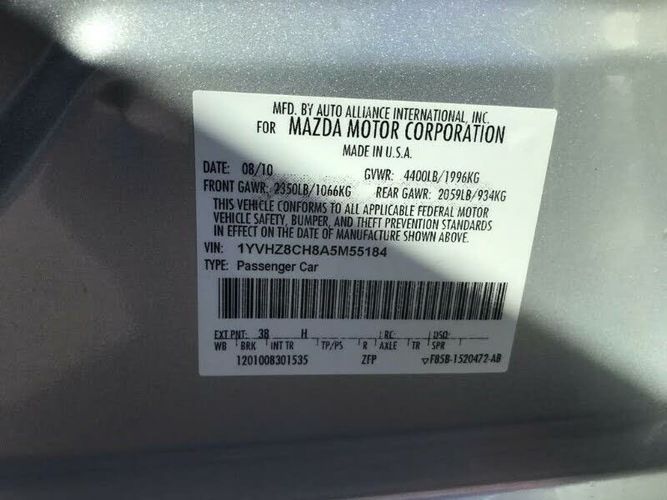 MFD. BY AUTO ALLIANCE INTERNATIONAL, INC.
FOR MAZDA MOTOR CORPORATION
MADE IN U.S.A.
DATE: 08/10 GVWR: 4400LB/1996KG
FRONT GAWR: 2350LB/1066KG REAR GAWR: 2059LB/934KG
THIS VEHICLE CONFORMS TO ALL APPLICABLE FEDERAL MOTOR
VEHICLE SAFETY, BUMPER, AND THEFT PREVENTION STANDARDS
IN EFFECT ON THE DATE OF MANUFACTURE SHOWN ABOVE.
VIN: 1YVHZ8CH8A5M55184
TYPE: Passenger Car
EXT PNT: 38 H RC: DSO:
WB BRK INT TR TP/PS R AXLE TR SPR
1201008301535 ZFP ▽F85B-1520472-AB